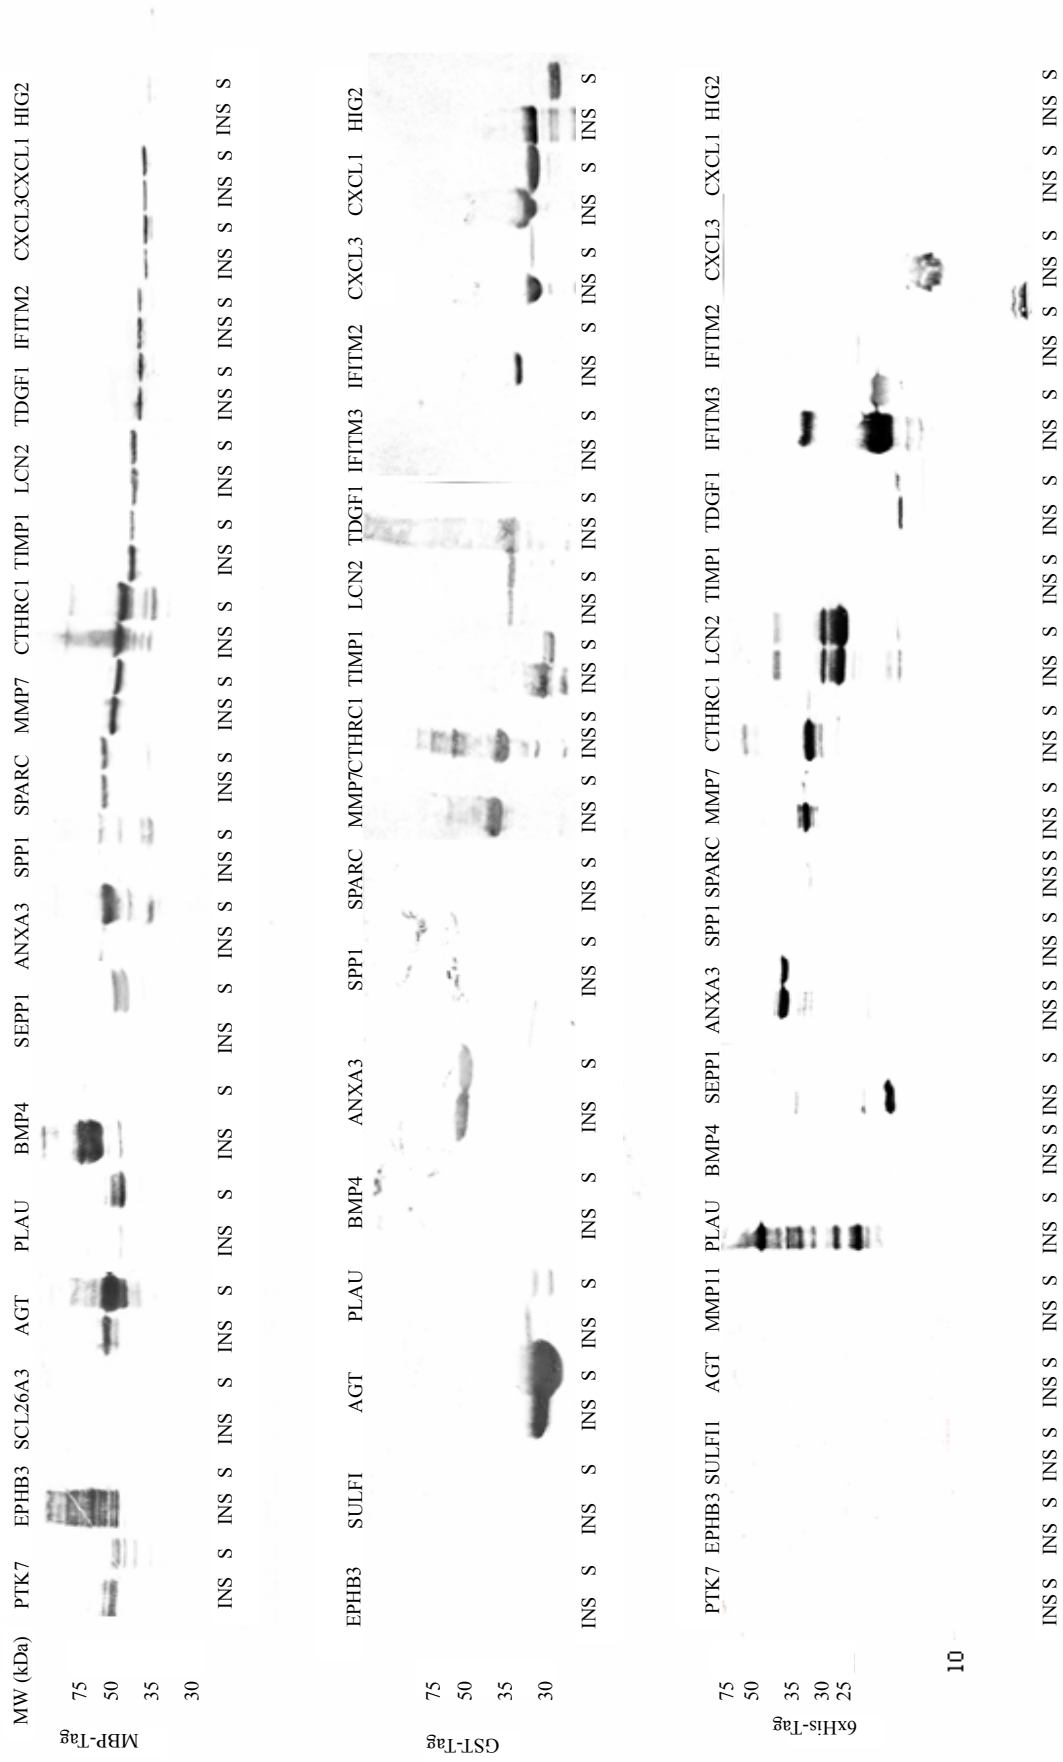 MW (kDa) PTK7 EPHB3 SCL26A3 AGT PLAU BMP4 SEPP1 ANXA3 SPP1 SPARC MMP7 CTHRC1 TIMP1 LCN2 TDGF1 IFITM2 CXCL3CXCL1 HIG2
MBP-Tag
75
50
35
30
INS S INS S INS S INS S INS S INS S INS S INS S INS S INS S INS S INS S INS S INS S INS S INS S INS S INS S INS S
EPHB3 SULFI AGT PLAU BMP4 ANXA3 SPP1 SPARC MMP7CTHRC1 TIMP1 LCN2 TDGF1 IFITM3 IFITM2 CXCL3 CXCL1 HIG2
GST-Tag
75
50
35
30
INS S INS S INS S INS S INS S INS S INS S INS S INS S INS S INS S INS S INS S INS S INS S INS S INS S INS S
PTK7 EPHB3 SULFI1 AGT MMP11 PLAU BMP4 SEPP1 ANXA3 SPP1 SPARC MMP7 CTHRC1 LCN2 TIMP1 TDGF1 IFITM3 IFITM2 CXCL3 CXCL1 HIG2
6xHis-Tag
75
50
35
30
25
10
INS S INS S INS S INS S INS S INS S INS S INS S INS S INS S INS S INS S INS S INS S INS S INS S INS S INS S INS S INS S INS S